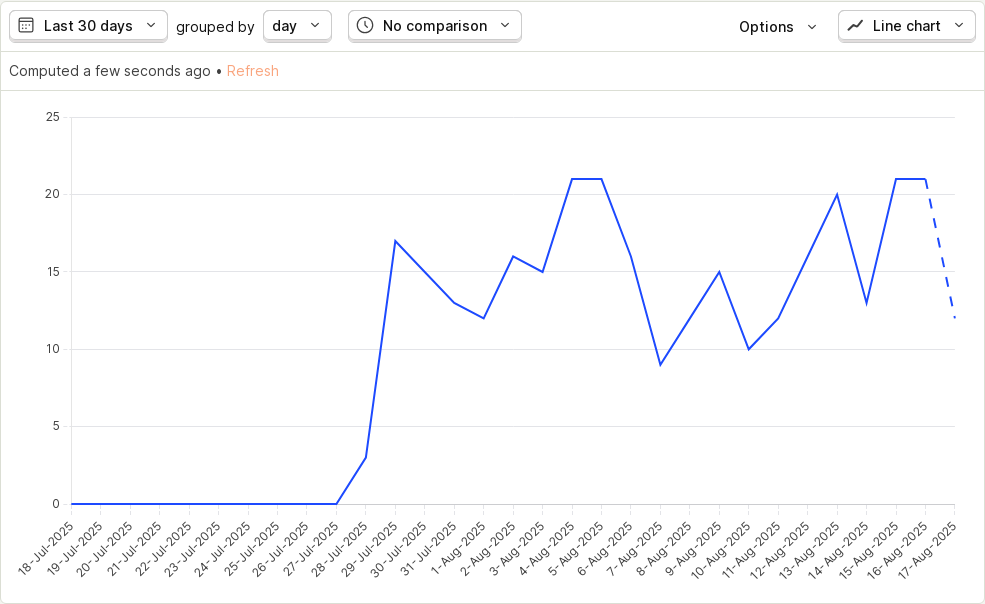 Last 30 days grouped by day No comparison Options Line chart
Computed a few seconds ago • Refresh
25
20
15
10
5
0
18-Jul-2025
19-Jul-2025
20-Jul-2025
21-Jul-2025
22-Jul-2025
23-Jul-2025
24-Jul-2025
25-Jul-2025
26-Jul-2025
27-Jul-2025
28-Jul-2025
29-Jul-2025
30-Jul-2025
31-Jul-2025
1-Aug-2025
2-Aug-2025
3-Aug-2025
4-Aug-2025
5-Aug-2025
6-Aug-2025
7-Aug-2025
8-Aug-2025
9-Aug-2025
10-Aug-2025
11-Aug-2025
12-Aug-2025
13-Aug-2025
14-Aug-2025
15-Aug-2025
16-Aug-2025
17-Aug-2025